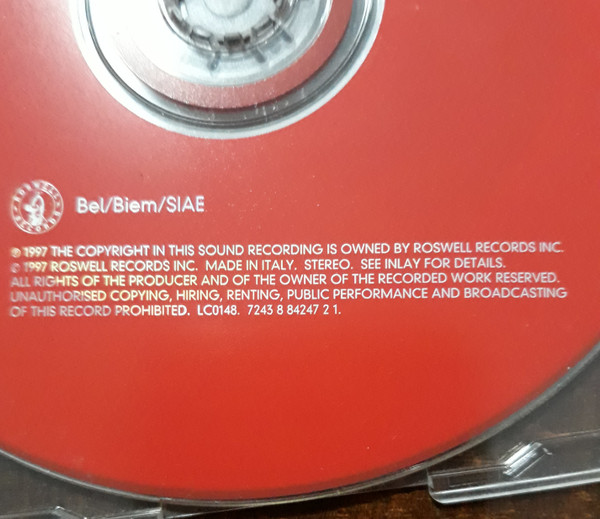 Bel/Biem/SIAE
℗ 1997 THE COPYRIGHT IN THIS SOUND RECORDING IS OWNED BY ROSWELL RECORDS INC.
© 1997 ROSWELL RECORDS INC. MADE IN ITALY. STEREO. SEE INLAY FOR DETAILS.
ALL RIGHTS OF THE PRODUCER AND OF THE OWNER OF THE RECORDED WORK RESERVED.
UNAUTHORISED COPYING, HIRING, RENTING, PUBLIC PERFORMANCE AND BROADCASTING
OF THIS RECORD PROHIBITED. LC0148. 7243 8 84247 2 1.